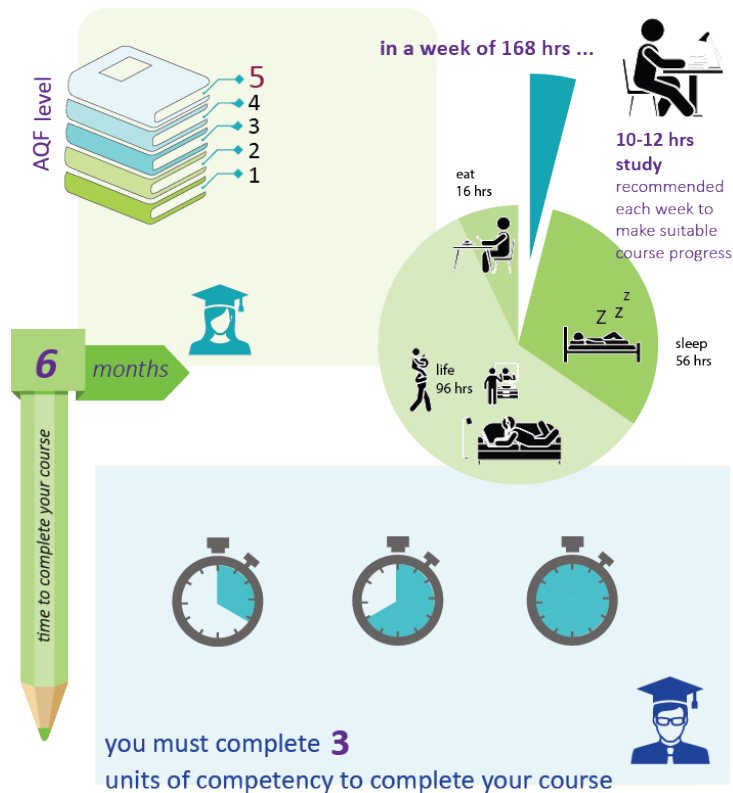 AQF level
5
4
3
2
1
in a week of 168 hrs ...
10-12 hrs
study
recommended
each week to
make suitable
course progress
eat
16 hrs
z
Z
Z
sleep
56 hrs
life
96 hrs
6
months
time to complete your course
you must complete 3
units of competency to complete your course